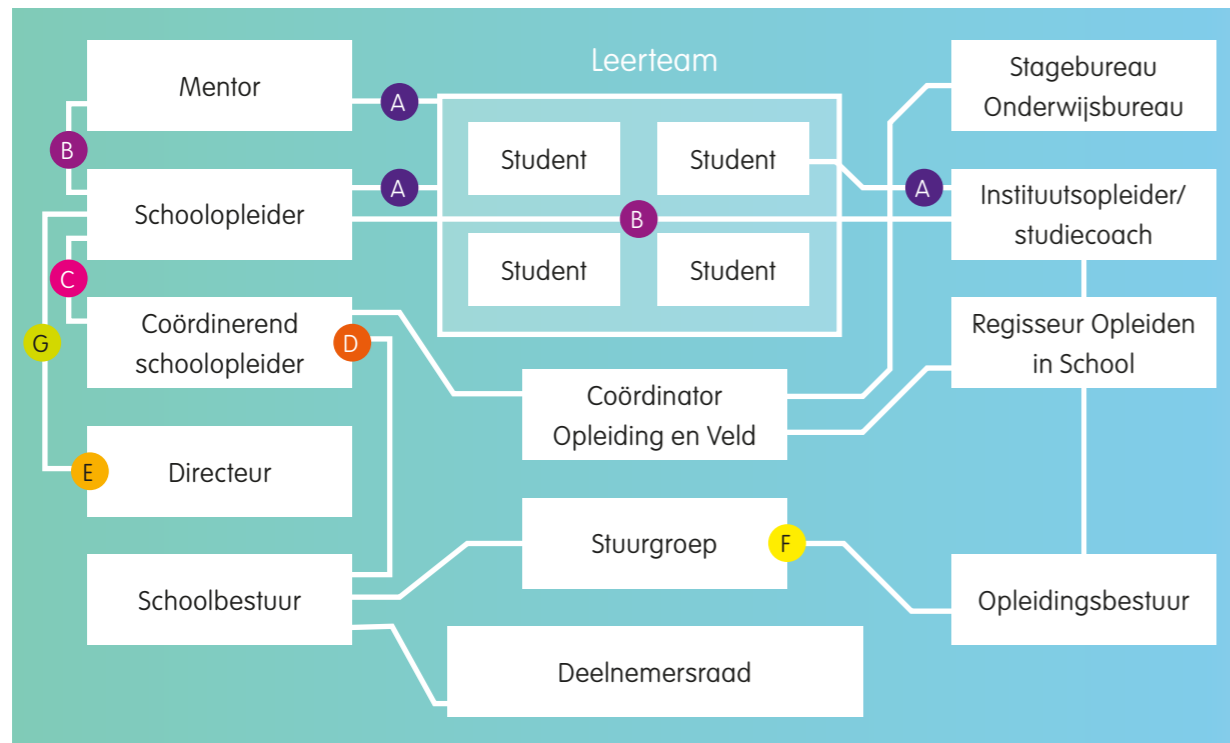 Leerteam
Mentor
A
Stagebureau
Onderwijsbureau
B
Student
Student
Schoolopleider
A
A
Instituutsopleider/
studiecoach
B
C
Student
Student
Coördinerend
schoolopleider
G
D
Regisseur Opleiden
in School
Coördinator
Opleiding en Veld
E
Directeur
Stuurgroep
F
Schoolbestuur
Opleidingsbestuur
Deelnemersraad